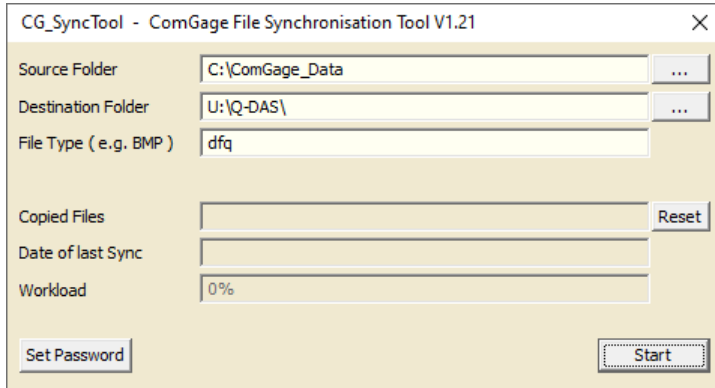 CG_SyncTool - ComGage File Synchronisation Tool V1.21
Source Folder C:\ComGage_Data ...
Destination Folder U:\Q-DAS\ ...
File Type ( e.g. BMP ) dfq
Copied Files Reset
Date of last Sync
Workload 0%
Set Password Start